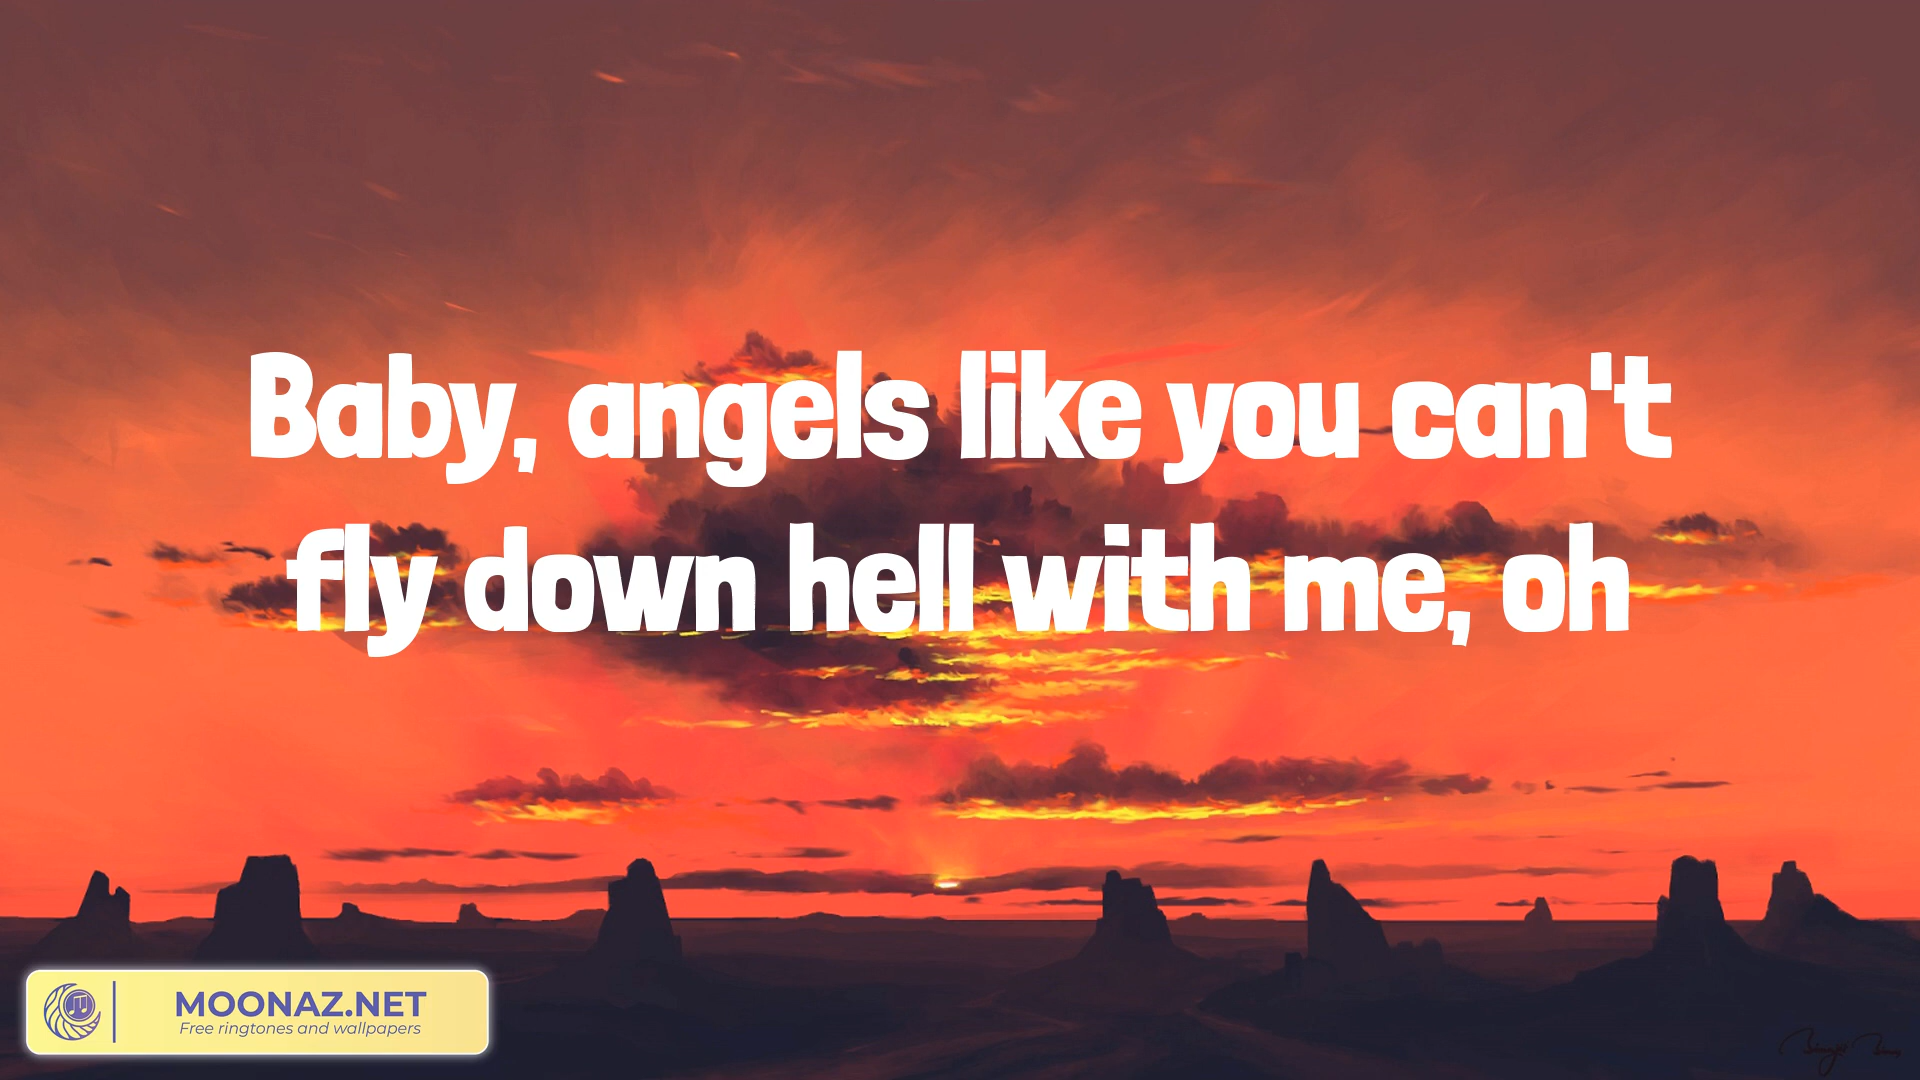 Baby, angels like you can't
fly down hell with me, oh
MOONAZ.NET
Free ringtones and wallpapers